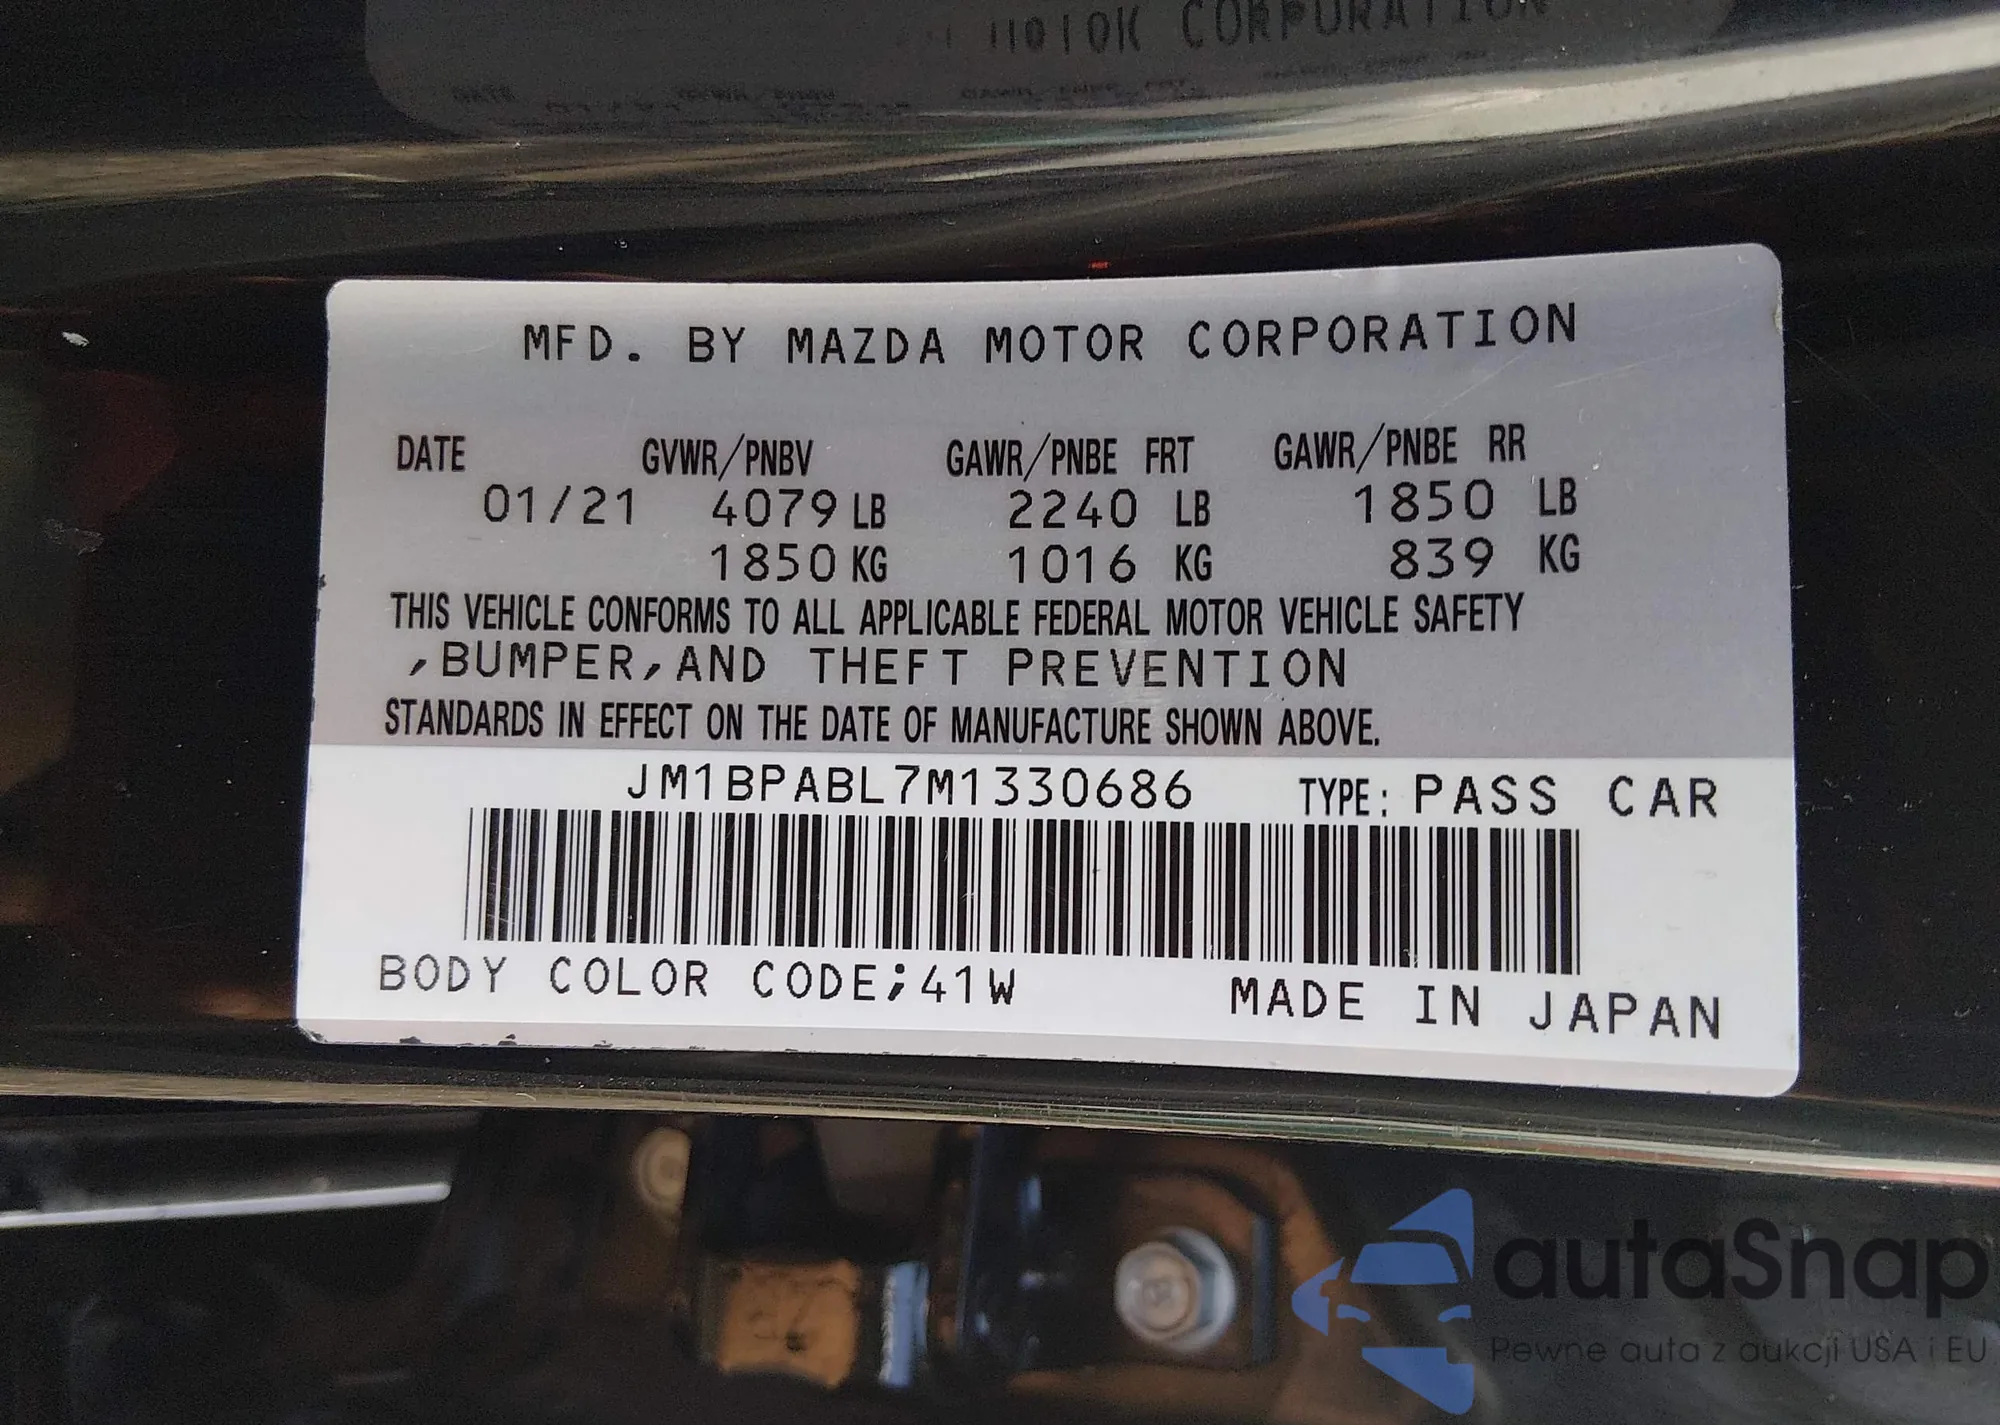 CORPORATION
MFD. BY MAZDA MOTOR CORPORATION
DATE GVWR/PNBV GAWR/PNBE FRT GAWR/PNBE RR
01/21 4079 LB 2240 LB 1850 LB
1850 KG 1016 KG 839 KG
THIS VEHICLE CONFORMS TO ALL APPLICABLE FEDERAL MOTOR VEHICLE SAFETY
,BUMPER,AND THEFT PREVENTION
STANDARDS IN EFFECT ON THE DATE OF MANUFACTURE SHOWN ABOVE.
JM1BPABL7M1330686 TYPE: PASS CAR
BODY COLOR CODE;41W MADE IN JAPAN
autaSnap
Pewne auta z aukcji USA i EU